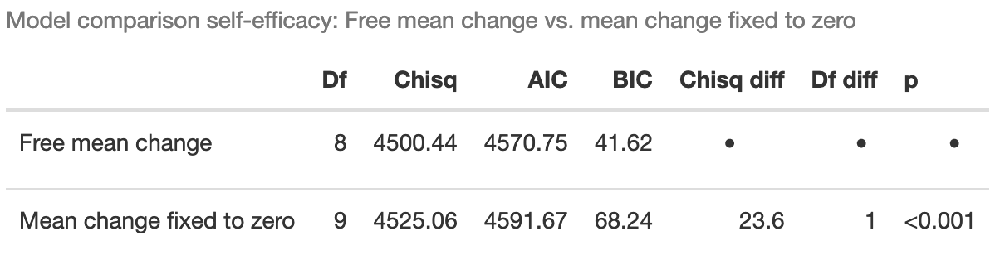 Model comparison self-efficacy: Free mean change vs. mean change fixed to zero
Df Chisq AIC BIC Chisq diff Df diff p
Free mean change 8 4500.44 4570.75 41.62 • • •
Mean change fixed to zero 9 4525.06 4591.67 68.24 23.6 1 <0.001